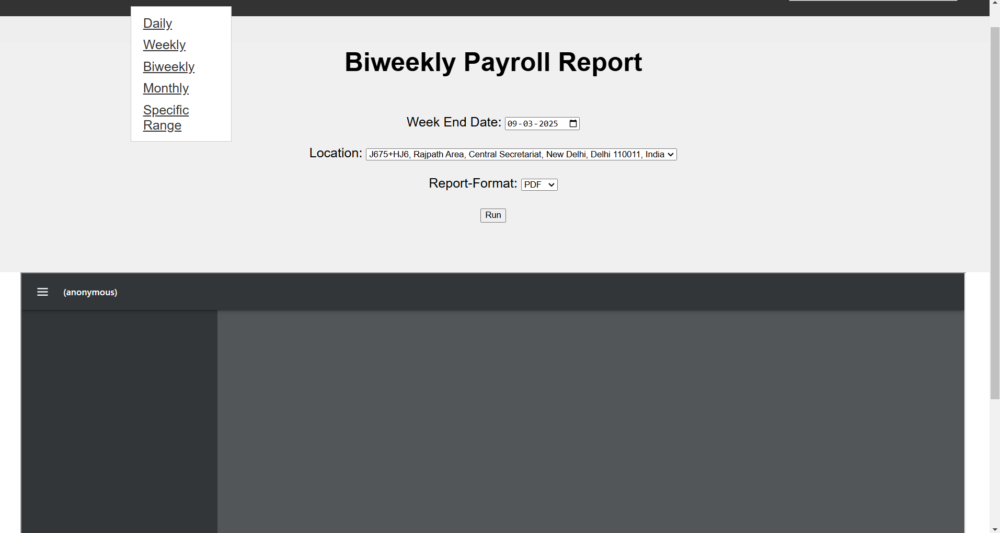 Daily
Weekly
Biweekly
Monthly
Specific
Range
Biweekly Payroll Report
Week End Date: 09-03-2025
Location: J675+HJ6, Rajpath Area, Central Secretariat, New Delhi, Delhi 110011, India
Report-Format: PDF
Run
(anonymous)